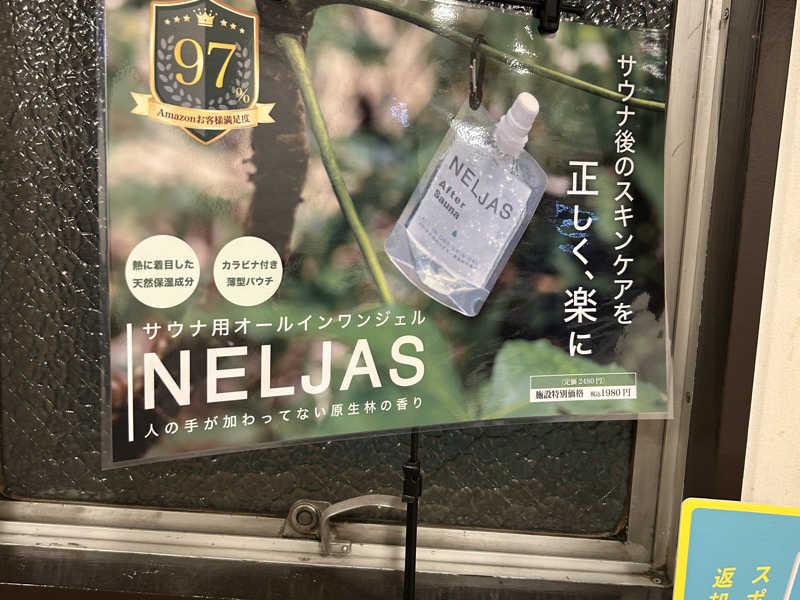 97%
Amazonお客様満足度
サウナ後のスキンケアを
正しく、楽に
NELJAS
After
Sauna
熱に着目した
天然保湿成分
カラビナ付き
薄型パウチ
サウナ用オールインワンジェル
NELJAS
人の手が加わってない原生林の香り
(定価2480円)
施設特別価格 税込1980円
スポ
返却